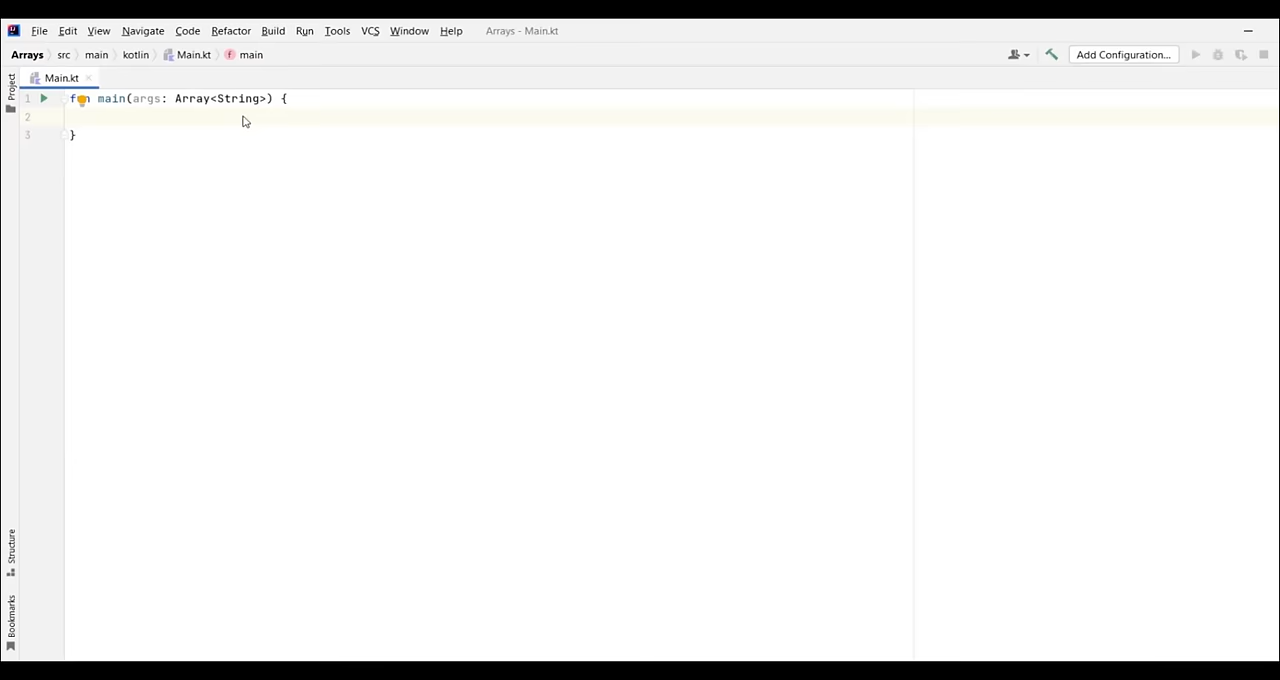 File Edit View Navigate Code Refactor Build Run Tools VCS Window Help Arrays - Main.kt
Arrays src main kotlin Main.kt main Add Configuration...
Project
Main.kt
1 fun main(args: Array<String>) {
2
3 }
Structure
Bookmarks